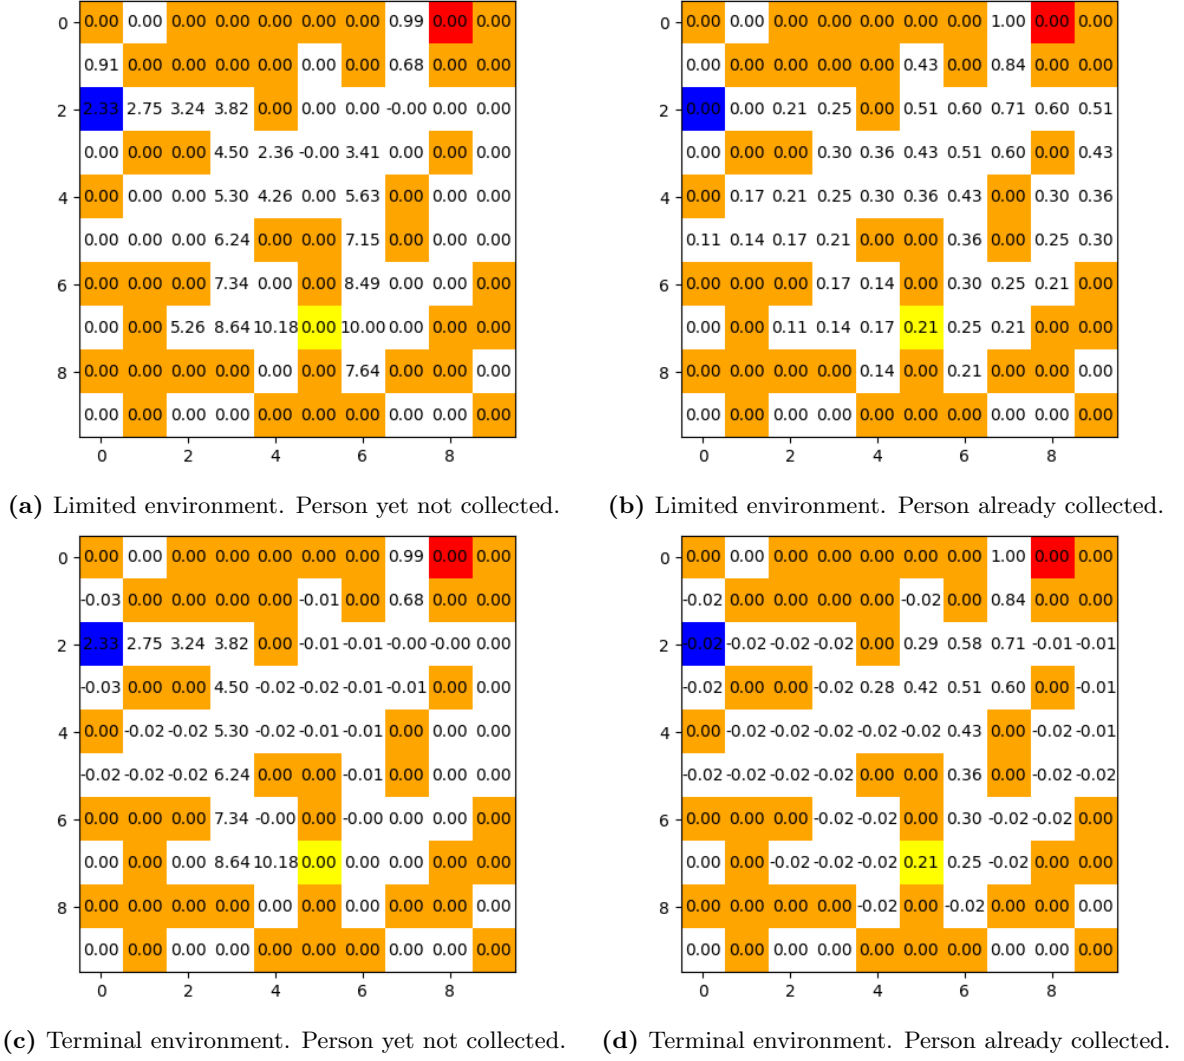 0 0.00 0.00 0.00 0.00 0.00 0.00 0.00 0.99 0.00 0.00
0.91 0.00 0.00 0.00 0.00 0.00 0.00 0.68 0.00 0.00
2 2.33 2.75 3.24 3.82 0.00 0.00 0.00 -0.00 0.00 0.00
0.00 0.00 0.00 4.50 2.36 -0.00 3.41 0.00 0.00 0.00
4 0.00 0.00 0.00 5.30 4.26 0.00 5.63 0.00 0.00 0.00
0.00 0.00 0.00 6.24 0.00 0.00 7.15 0.00 0.00 0.00
6 0.00 0.00 0.00 7.34 0.00 0.00 8.49 0.00 0.00 0.00
0.00 0.00 5.26 8.64 10.18 0.00 10.00 0.00 0.00 0.00
8 0.00 0.00 0.00 0.00 0.00 0.00 7.64 0.00 0.00 0.00
0.00 0.00 0.00 0.00 0.00 0.00 0.00 0.00 0.00 0.00
0 2 4 6 8
(a) Limited environment. Person yet not collected.
0 0.00 0.00 0.00 0.00 0.00 0.00 0.00 1.00 0.00 0.00
0.00 0.00 0.00 0.00 0.00 0.43 0.00 0.84 0.00 0.00
2 0.00 0.00 0.21 0.25 0.00 0.51 0.60 0.71 0.60 0.51
0.00 0.00 0.00 0.30 0.36 0.43 0.51 0.60 0.00 0.43
4 0.00 0.17 0.21 0.25 0.30 0.36 0.43 0.00 0.30 0.36
0.11 0.14 0.17 0.21 0.00 0.00 0.36 0.00 0.25 0.30
6 0.00 0.00 0.00 0.17 0.14 0.00 0.30 0.25 0.21 0.00
0.00 0.00 0.11 0.14 0.17 0.21 0.25 0.21 0.00 0.00
8 0.00 0.00 0.00 0.00 0.14 0.00 0.21 0.00 0.00 0.00
0.00 0.00 0.00 0.00 0.00 0.00 0.00 0.00 0.00 0.00
0 2 4 6 8
(b) Limited environment. Person already collected.
0 0.00 0.00 0.00 0.00 0.00 0.00 0.00 0.99 0.00 0.00
-0.03 0.00 0.00 0.00 0.00 -0.01 0.00 0.68 0.00 0.00
2 2.33 2.75 3.24 3.82 0.00 -0.01 -0.01 -0.00 -0.00 0.00
-0.03 0.00 0.00 4.50 -0.02 -0.02 -0.01 -0.01 0.00 0.00
4 0.00 -0.02 -0.02 5.30 -0.02 -0.01 -0.01 0.00 0.00 0.00
-0.02 -0.02 -0.02 6.24 0.00 0.00 -0.01 0.00 0.00 0.00
6 0.00 0.00 0.00 7.34 -0.00 0.00 -0.00 0.00 0.00 0.00
0.00 0.00 0.00 8.64 10.18 0.00 0.00 0.00 0.00 0.00
8 0.00 0.00 0.00 0.00 0.00 0.00 0.00 0.00 0.00 0.00
0.00 0.00 0.00 0.00 0.00 0.00 0.00 0.00 0.00 0.00
0 2 4 6 8
(c) Terminal environment. Person yet not collected.
0 0.00 0.00 0.00 0.00 0.00 0.00 0.00 1.00 0.00 0.00
-0.02 0.00 0.00 0.00 0.00 -0.02 0.00 0.84 0.00 0.00
2 -0.02 -0.02 -0.02 -0.02 0.00 0.29 0.58 0.71 -0.01 -0.01
-0.02 0.00 0.00 -0.02 0.28 0.42 0.51 0.60 0.00 -0.01
4 0.00 -0.02 -0.02 -0.02 -0.02 -0.02 0.43 0.00 -0.02 -0.01
-0.02 -0.02 -0.02 -0.02 0.00 0.00 0.36 0.00 -0.02 -0.02
6 0.00 0.00 0.00 -0.02 -0.02 0.00 0.30 -0.02 -0.02 0.00
0.00 0.00 -0.02 -0.02 -0.02 0.21 0.25 -0.02 0.00 0.00
8 0.00 0.00 0.00 0.00 -0.02 0.00 -0.02 0.00 0.00 0.00
0.00 0.00 0.00 0.00 0.00 0.00 0.00 0.00 0.00 0.00
0 2 4 6 8
(d) Terminal environment. Person already collected.